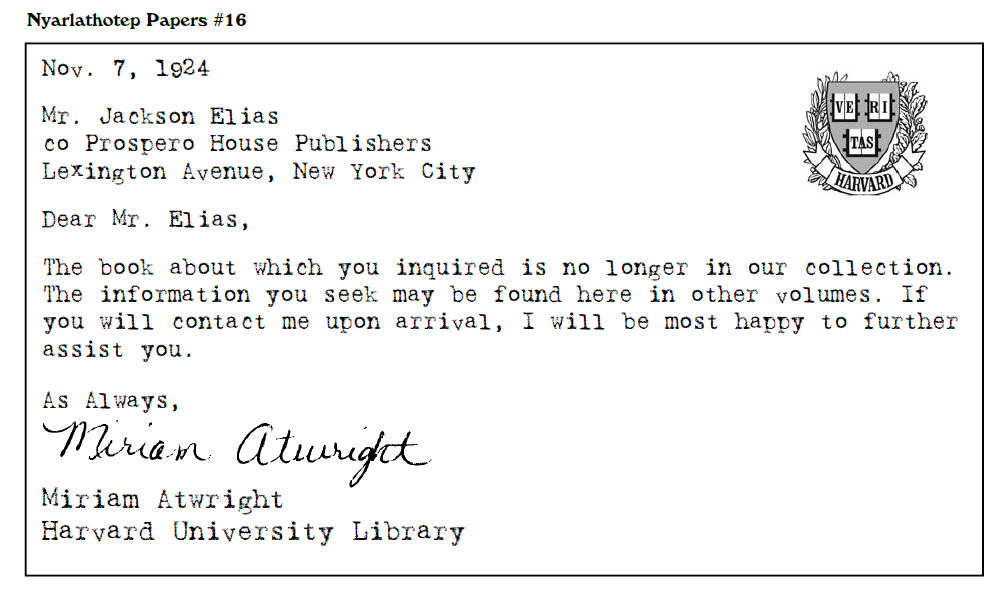 Nyarlathotep Papers #16
Nov. 7, 1924
VE RI
TAS
HARVARD
Mr. Jackson Elias
co Prospero House Publishers
Lexington Avenue, New York City
Dear Mr. Elias,
The book about which you inquired is no longer in our collection.
The information you seek may be found here in other volumes. If
you will contact me upon arrival, I will be most happy to further
assist you.
As Always,
Miriam Atwright
Miriam Atwright
Harvard University Library